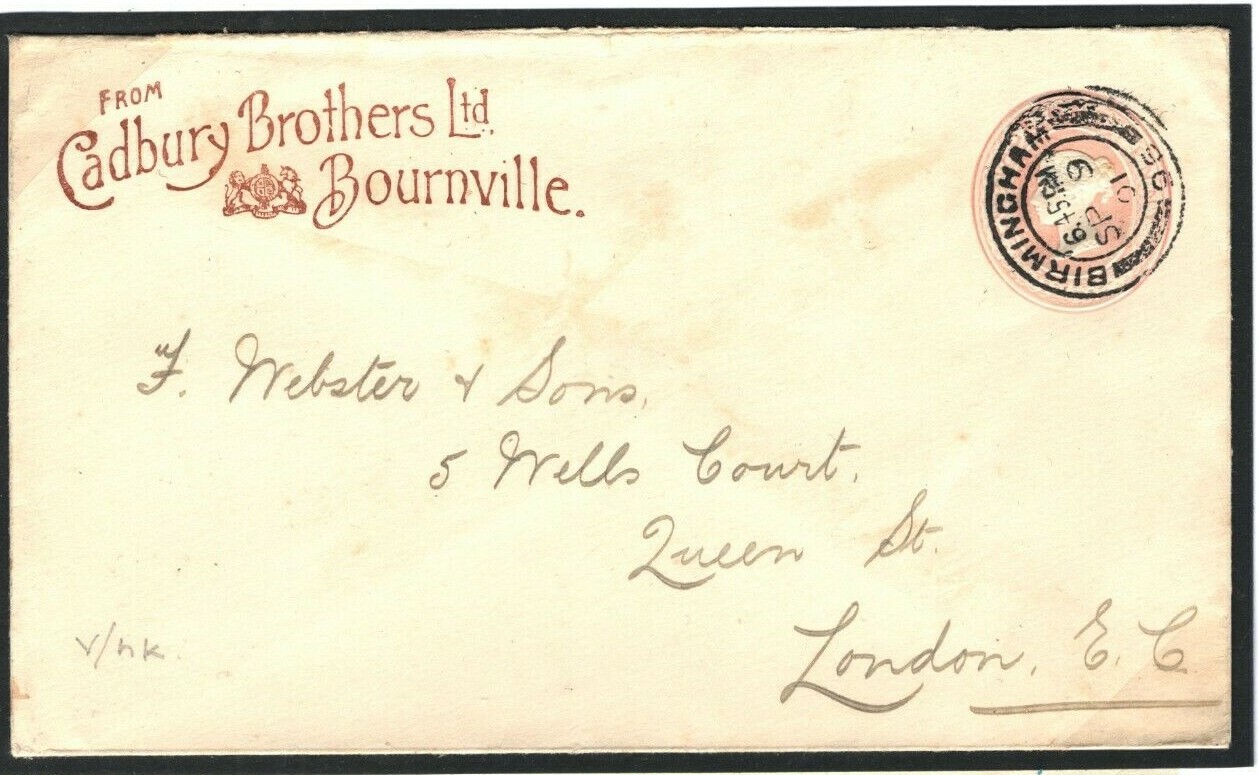 FROM
Cadbury Brothers Ltd.
Bournville.
BIRMINGHAM
6.45 PM
SP 9
01
96
F. Webster & Sons,
5 Wells Court.
Queen St.
London, E. C